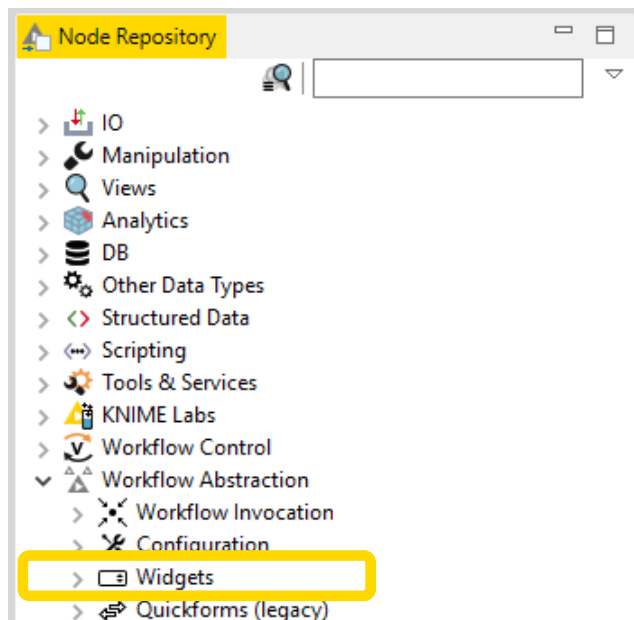 Node Repository
IO
Manipulation
Views
Analytics
DB
Other Data Types
Structured Data
Scripting
Tools & Services
KNIME Labs
Workflow Control
Workflow Abstraction
Workflow Invocation
Configuration
Widgets
Quickforms (legacy)